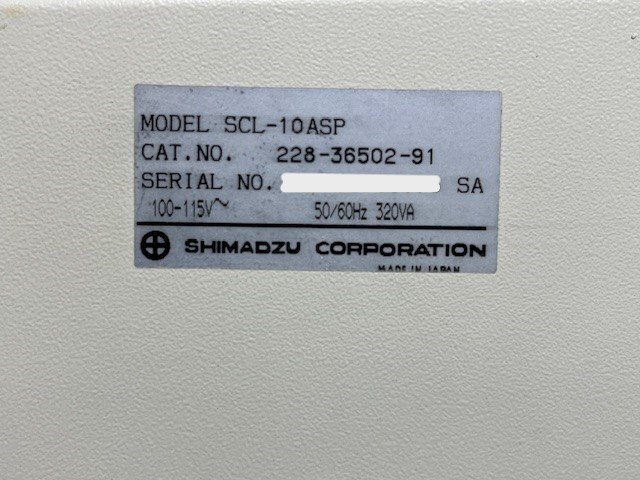 MODEL SCL-10ASP
CAT.NO. 228-36502-91
SERIAL NO. SA
100-115V~ 50/60Hz 320VA
SHIMADZU CORPORATION
MADE IN JAPAN